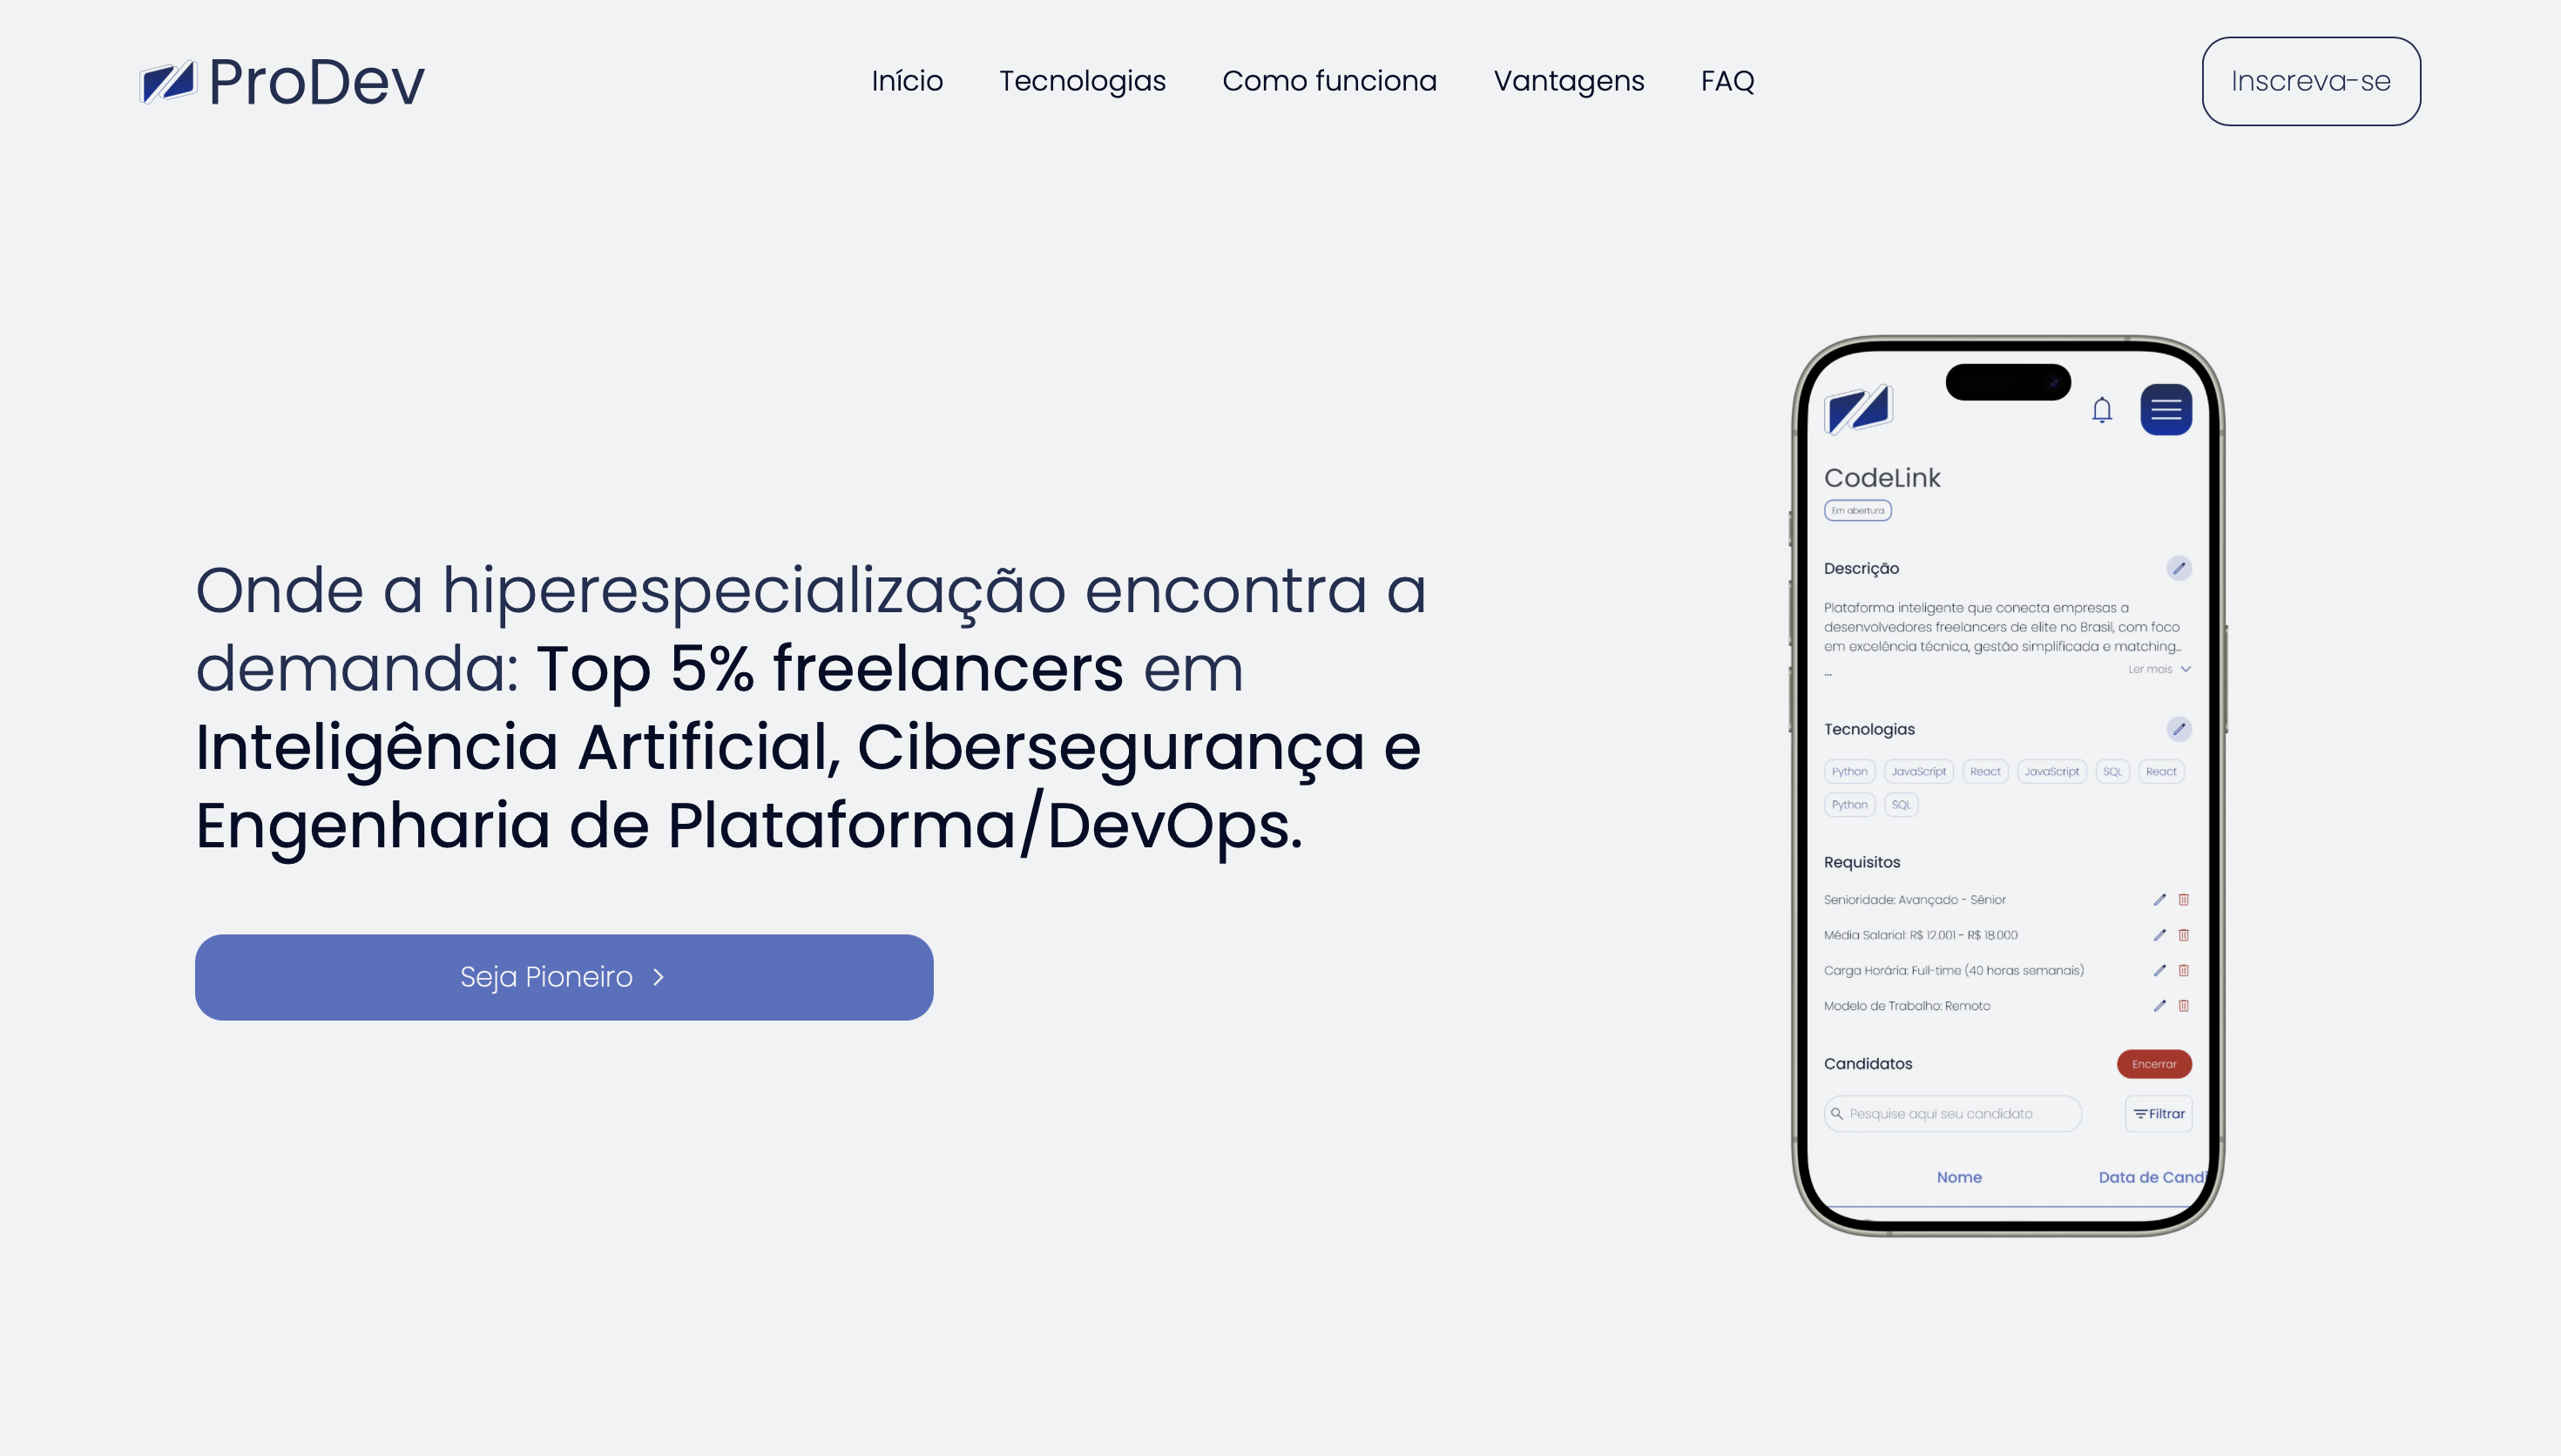 ProDev
Início Tecnologias Como funciona Vantagens FAQ
Inscreva-se
Onde a hiperespecialização encontra a
demanda: Top 5% freelancers em
Inteligência Artificial, Cibersegurança e
Engenharia de Plataforma/DevOps.
Seja Pioneiro
CodeLink
Em abertura
Descrição
Plataforma inteligente que conecta empresas a
desenvolvedores freelancers de elite no Brasil, com foco
em excelência técnica, gestão simplificada e matching...
...
Ler mais
Tecnologias
Python JavaScript React JavaScript SQL React
Python SQL
Requisitos
Senioridade: Avançado - Sênior
Média Salarial: R$ 12.001 - R$ 18.000
Carga Horária: Full-time (40 horas semanais)
Modelo de Trabalho: Remoto
Candidatos
Encerrar
Pesquise aqui seu candidato
Filtrar
Nome Data de Candi